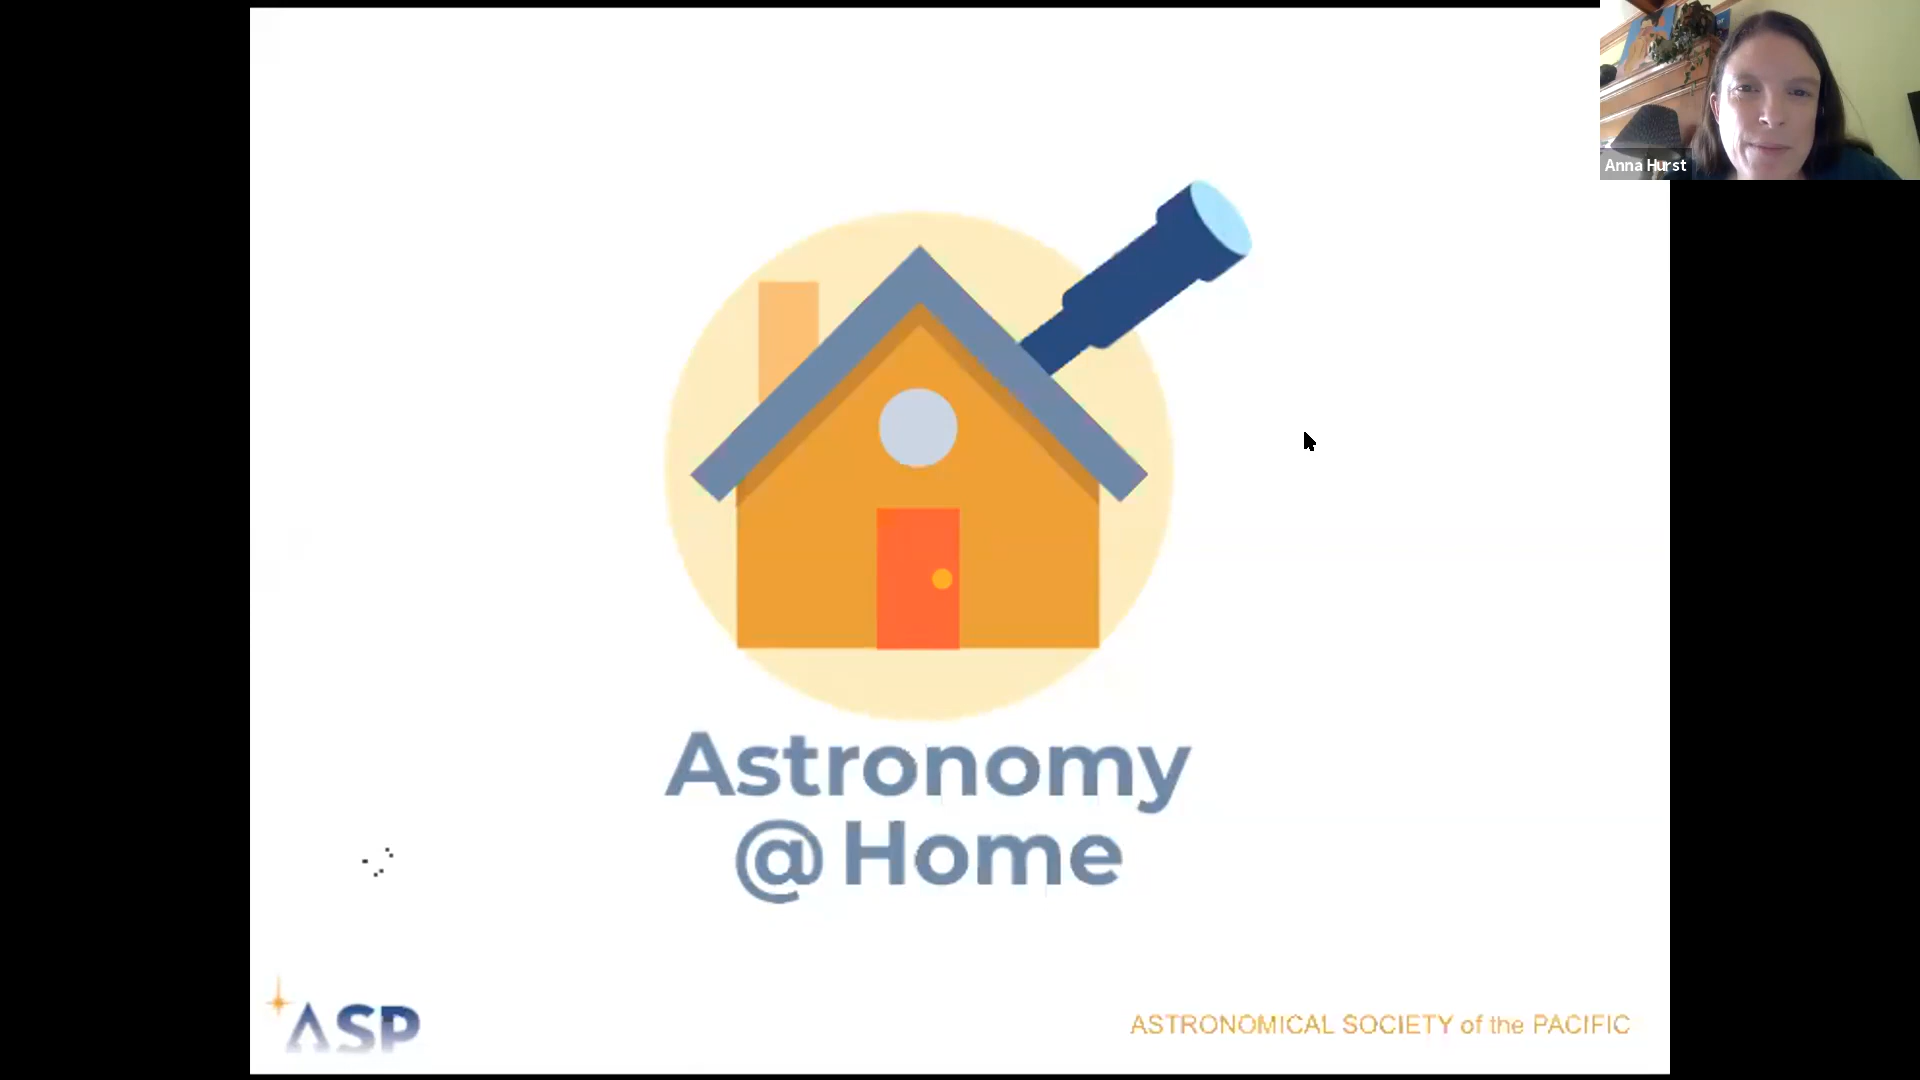 Anna Hurst
Astronomy
@ Home
ASP
ASTRONOMICAL SOCIETY of the PACIFIC